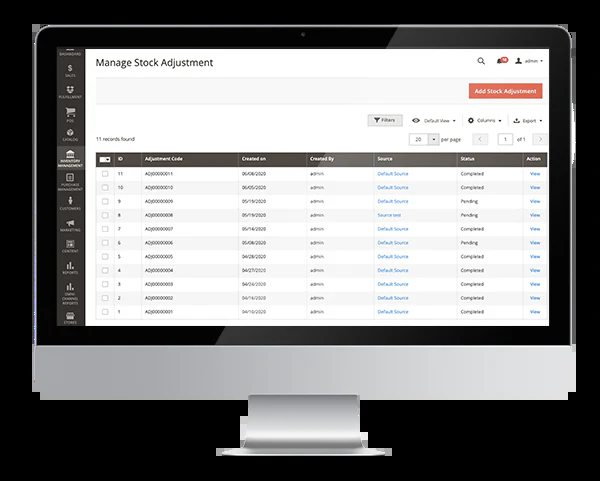 DASHBOARD
SALES
FULFILLMENT
POS
CATALOG
INVENTORY
MANAGEMENT
PURCHASE
MANAGEMENT
CUSTOMERS
MARKETING
CONTENT
REPORTS
OMNI
CHANNEL
REPORTS
STORES
Manage Stock Adjustment
admin
Add Stock Adjustment
Filters Default View Columns Export
11 records found 20 per page 1 of 1
ID Adjustment Code Created on Created By Source Status Action
11 ADJ00000011 06/08/2020 admin Default Source Completed View
10 ADJ00000010 06/05/2020 admin Default Source Completed View
9 ADJ00000009 05/19/2020 admin Default Source Pending View
8 ADJ00000008 05/19/2020 admin Source test Pending View
7 ADJ00000007 05/14/2020 admin Default Source Completed View
6 ADJ00000006 05/06/2020 admin Default Source Pending View
5 ADJ00000005 04/28/2020 admin Default Source Completed View
4 ADJ00000004 04/27/2020 admin Default Source Completed View
3 ADJ00000003 04/24/2020 admin Default Source Completed View
2 ADJ00000002 04/16/2020 admin Default Source Completed View
1 ADJ00000001 04/10/2020 admin Default Source Completed View